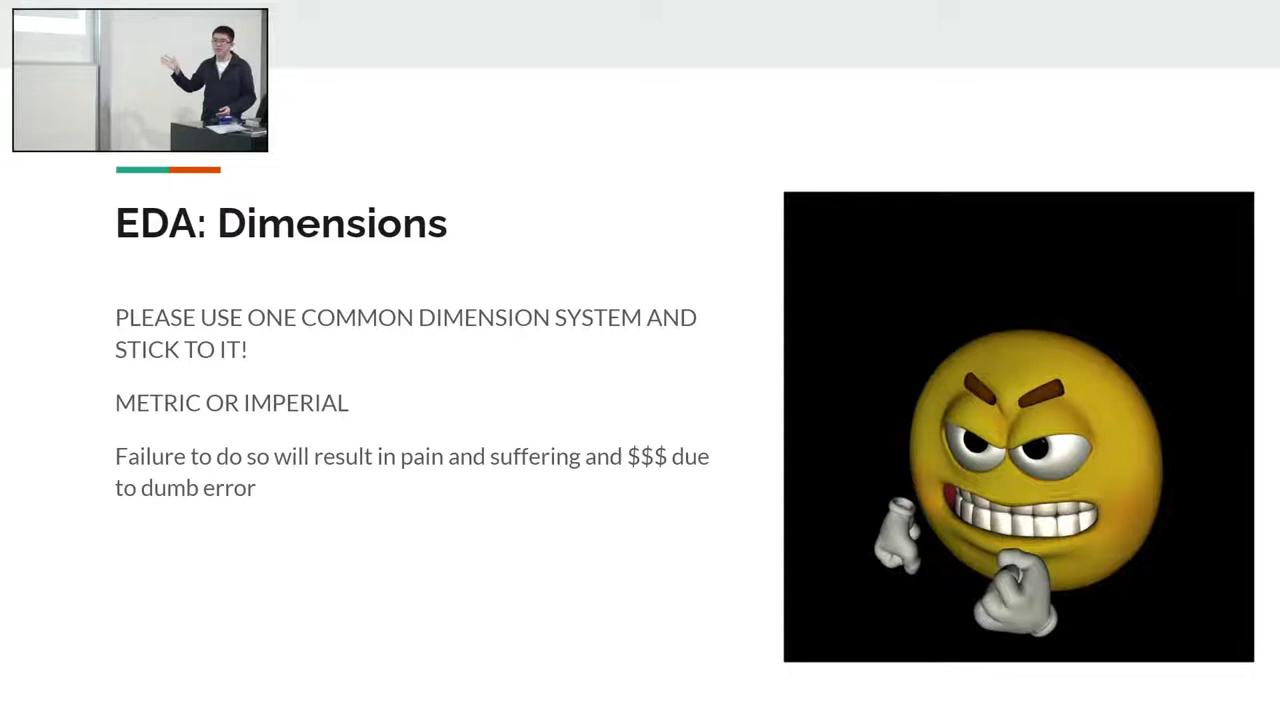 EDA: Dimensions
PLEASE USE ONE COMMON DIMENSION SYSTEM AND
STICK TO IT!
METRIC OR IMPERIAL
Failure to do so will result in pain and suffering and $$$ due
to dumb error